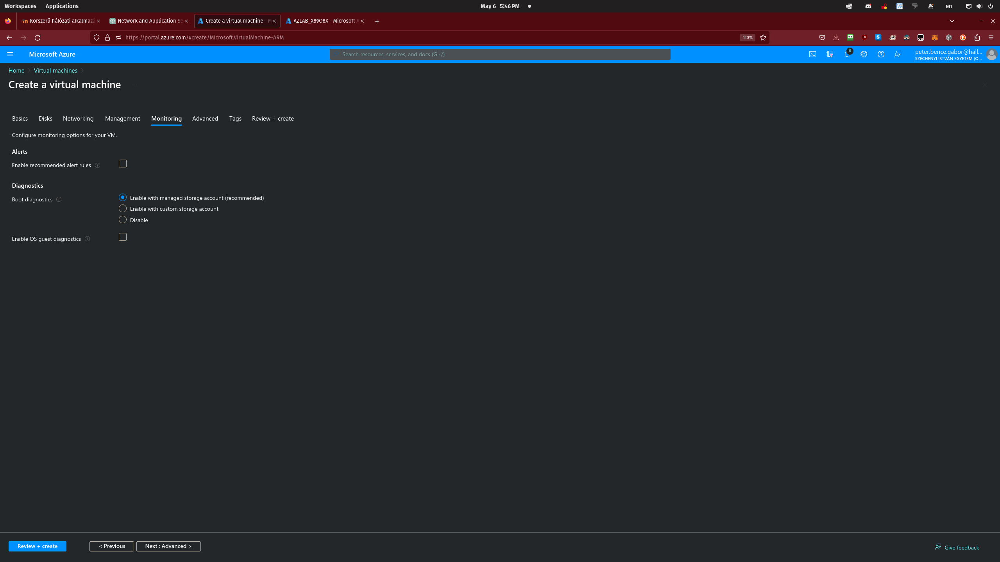 Workspaces Applications May 6 5:46 PM en
Korszerű hálózati alkalmazá Network and Application Se Create a virtual machine - M AZLAB_X89O8X - Microsoft A
https://portal.azure.com/#create/Microsoft.VirtualMachine-ARM 110%
Microsoft Azure Search resources, services, and docs (G+/) 6 peter.bence.gabor@hall...
SZÉCHENYI ISTVÁN EGYETEM (O...
Home Virtual machines
Create a virtual machine
Basics Disks Networking Management Monitoring Advanced Tags Review + create
Configure monitoring options for your VM.
Alerts
Enable recommended alert rules
Diagnostics
Boot diagnostics Enable with managed storage account (recommended)
Enable with custom storage account
Disable
Enable OS guest diagnostics
Review + create < Previous Next : Advanced > Give feedback